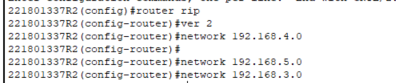 221801337R2(config)#router rip
221801337R2(config-router)#ver 2
221801337R2(config-router)#network 192.168.4.0
221801337R2(config-router)#
221801337R2(config-router)#network 192.168.5.0
221801337R2(config-router)#network 192.168.3.0